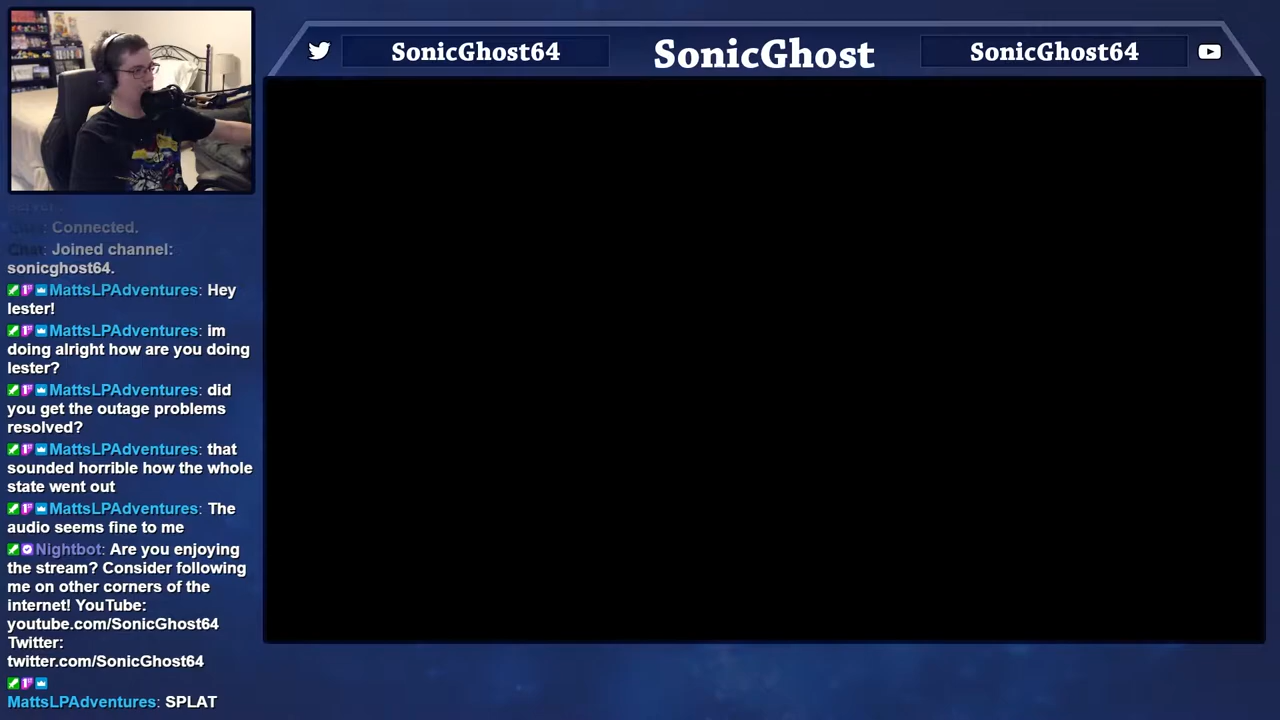 SonicGhost64
SonicGhost
SonicGhost64
server.
Chat: Connected.
Chat: Joined channel:
sonicghost64.
MattsLPAdventures: Hey
lester!
MattsLPAdventures: im
doing alright how are you doing
lester?
MattsLPAdventures: did
you get the outage problems
resolved?
MattsLPAdventures: that
sounded horrible how the whole
state went out
MattsLPAdventures: The
audio seems fine to me
Nightbot: Are you enjoying
the stream? Consider following
me on other corners of the
internet! YouTube:
youtube.com/SonicGhost64
Twitter:
twitter.com/SonicGhost64
MattsLPAdventures: SPLAT